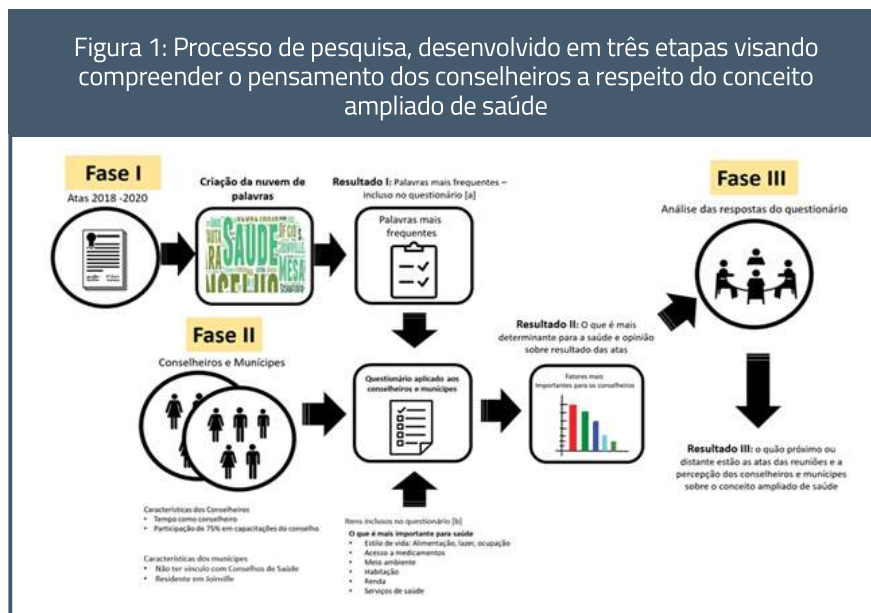 Figura 1: Processo de pesquisa, desenvolvido em três etapas visando
compreender o pensamento dos conselheiros a respeito do conceito
ampliado de saúde
Fase I
Atas 2018 -2020
Criação da nuvem de
palavras
SAÚDE
MESA
Resultado I: Palavras mais frequentes –
incluso no questionário [a]
Palavras mais
frequentes
Fase II
Conselheiros e Munícipes
Questionário aplicado aos
conselheiros e munícipes
Resultado II: O que é mais
determinante para a saúde e opinião
sobre resultado das atas
Fatores mais
Importantes para os conselheiros
Fase III
Análise das respostas do questionário
Resultado III: o quão próximo ou
distante estão as atas das reuniões e a
percepção dos conselheiros e munícipes
sobre o conceito ampliado de saúde
Características dos Conselheiros
• Tempo como conselheiro
• Participação de 75% em capacitações do conselho
Características dos munícipes
• Não ter vínculo com Conselhos de Saúde
• Residente em Joinville
Itens inclusos no questionário [b]
O que é mais importante para saúde
• Estilo de vida: Alimentação, lazer, ocupação
• Acesso a medicamentos
• Meio ambiente
• Habitação
• Renda
• Serviços de saúde